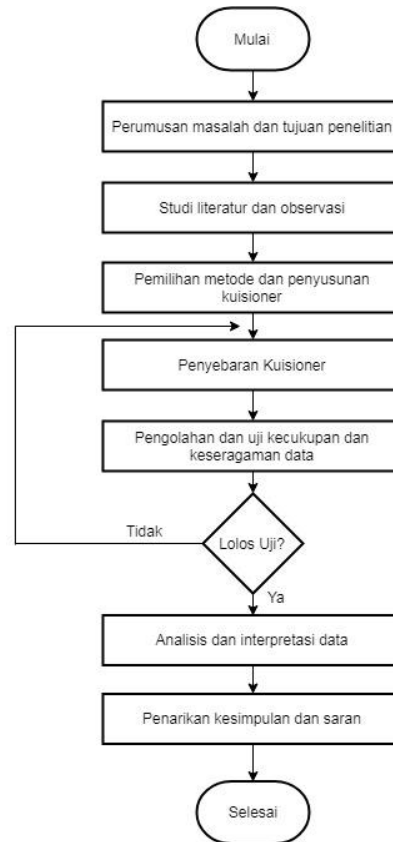 Mulai
Perumusan masalah dan tujuan penelitian
Studi literatur dan observasi
Pemilihan metode dan penyusunan
kuisioner
Penyebaran Kuisioner
Pengolahan dan uji kecukupan dan
keseragaman data
Tidak
Lolos Uji?
Ya
Analisis dan interpretasi data
Penarikan kesimpulan dan saran
Selesai